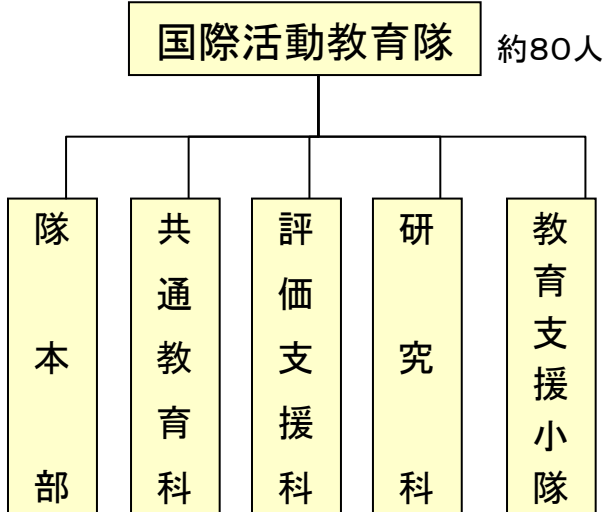 国際活動教育隊
約80人
隊本部
共通教育科
評価支援科
研究科
教育支援小隊